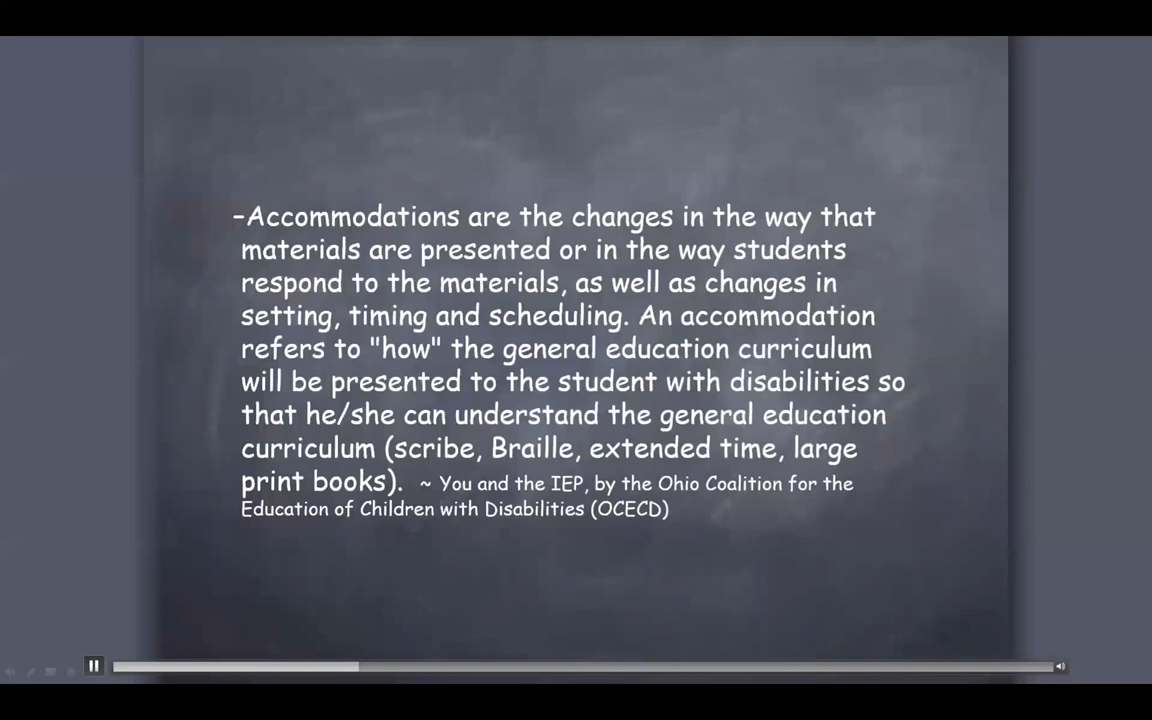 -Accommodations are the changes in the way that
materials are presented or in the way students
respond to the materials, as well as changes in
setting, timing and scheduling. An accommodation
refers to "how" the general education curriculum
will be presented to the student with disabilities so
that he/she can understand the general education
curriculum (scribe, Braille, extended time, large
print books). ~ You and the IEP, by the Ohio Coalition for the
Education of Children with Disabilities (OCECD)